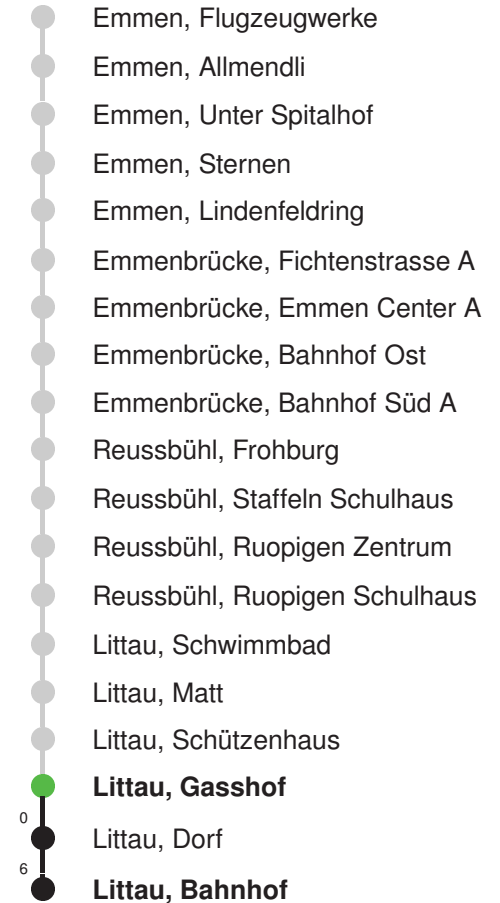 Emmen, Flugzeugwerke
Emmen, Allmendli
Emmen, Unter Spitalhof
Emmen, Sternen
Emmen, Lindenfeldring
Emmenbrücke, Fichtenstrasse A
Emmenbrücke, Emmen Center A
Emmenbrücke, Bahnhof Ost
Emmenbrücke, Bahnhof Süd A
Reussbühl, Frohburg
Reussbühl, Staffeln Schulhaus
Reussbühl, Ruopigen Zentrum
Reussbühl, Ruopigen Schulhaus
Littau, Schwimmbad
Littau, Matt
Littau, Schützenhaus
Littau, Gasshof
0
Littau, Dorf
6
Littau, Bahnhof